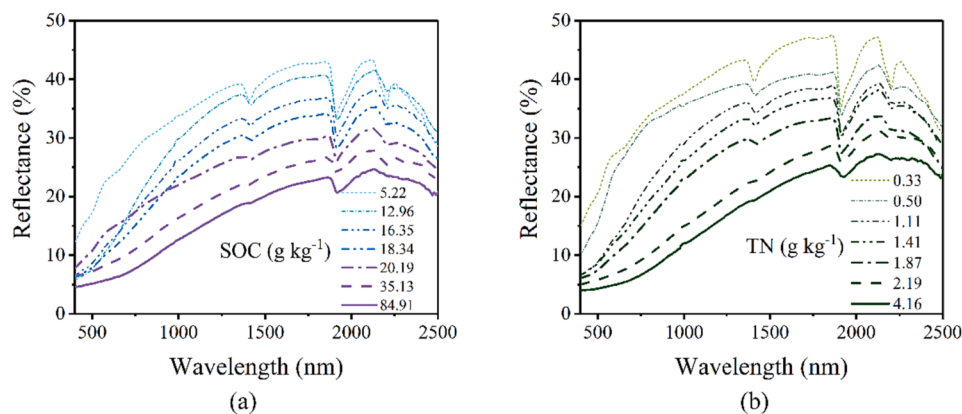 50
40
30
20
10
0
Reflectance (%)
5.22
12.96
16.35
18.34
20.19
35.13
84.91
SOC (g kg⁻¹)
500 1000 1500 2000 2500
Wavelength (nm)
(a)
50
40
30
20
10
0
Reflectance (%)
0.33
0.50
1.11
1.41
1.87
2.19
4.16
TN (g kg⁻¹)
500 1000 1500 2000 2500
Wavelength (nm)
(b)